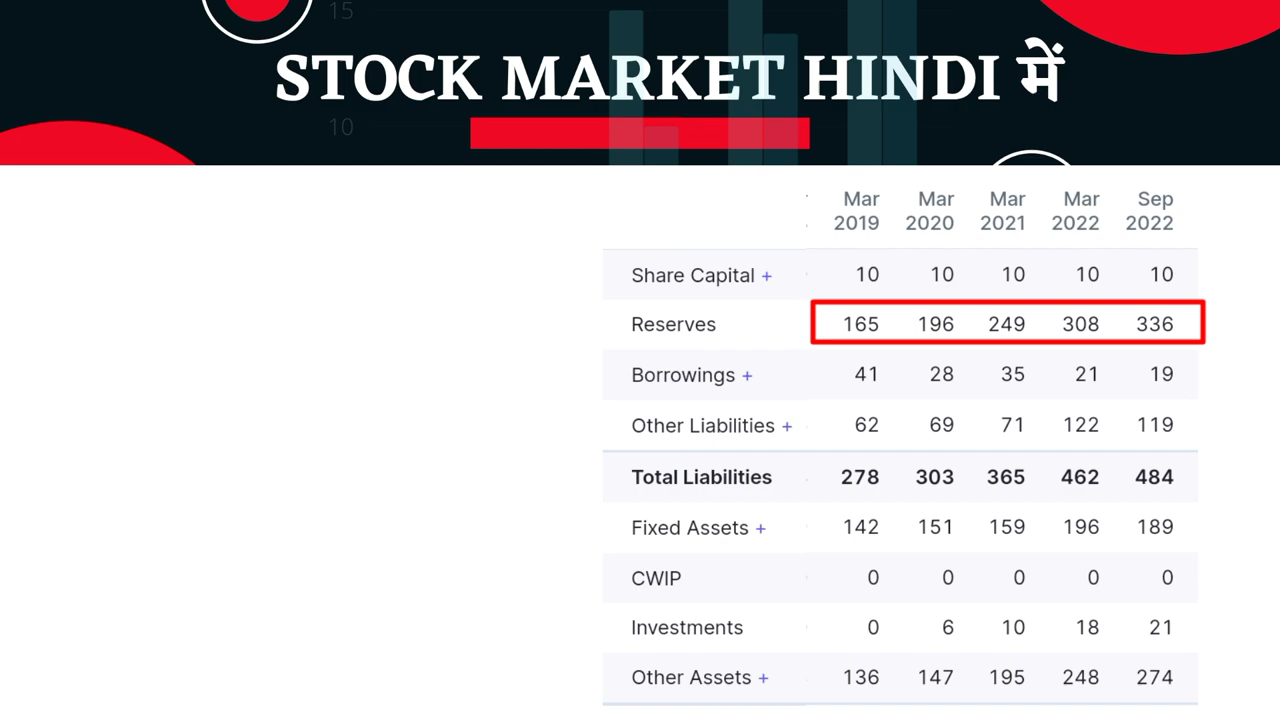 15
STOCK MARKET HINDI में
10
Mar Mar Mar Mar Sep
2019 2020 2021 2022 2022
Share Capital + 10 10 10 10 10
Reserves 165 196 249 308 336
Borrowings + 41 28 35 21 19
Other Liabilities + 62 69 71 122 119
Total Liabilities 278 303 365 462 484
Fixed Assets + 142 151 159 196 189
CWIP 0 0 0 0 0
Investments 0 6 10 18 21
Other Assets + 136 147 195 248 274